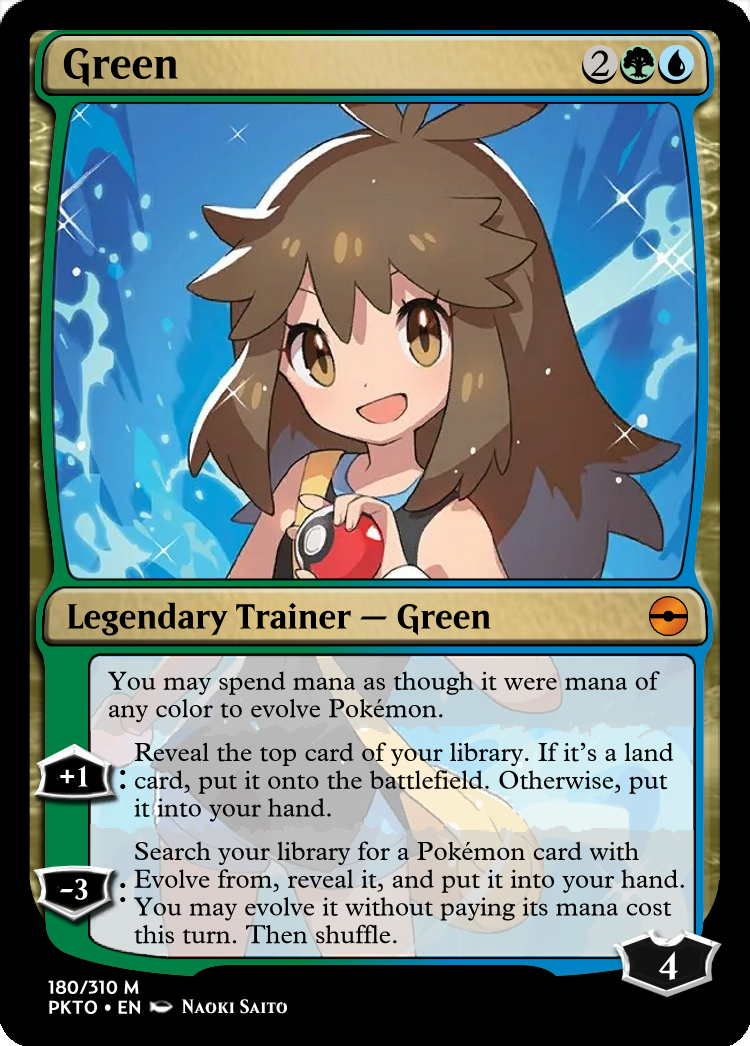 Green 2
Legendary Trainer — Green
You may spend mana as though it were mana of
any color to evolve Pokémon.
+1: Reveal the top card of your library. If it's a land
card, put it onto the battlefield. Otherwise, put
it into your hand.
−3: Search your library for a Pokémon card with
Evolve from, reveal it, and put it into your hand.
You may evolve it without paying its mana cost
this turn. Then shuffle.
4
180/310 M
PKTO • EN Naoki Saito